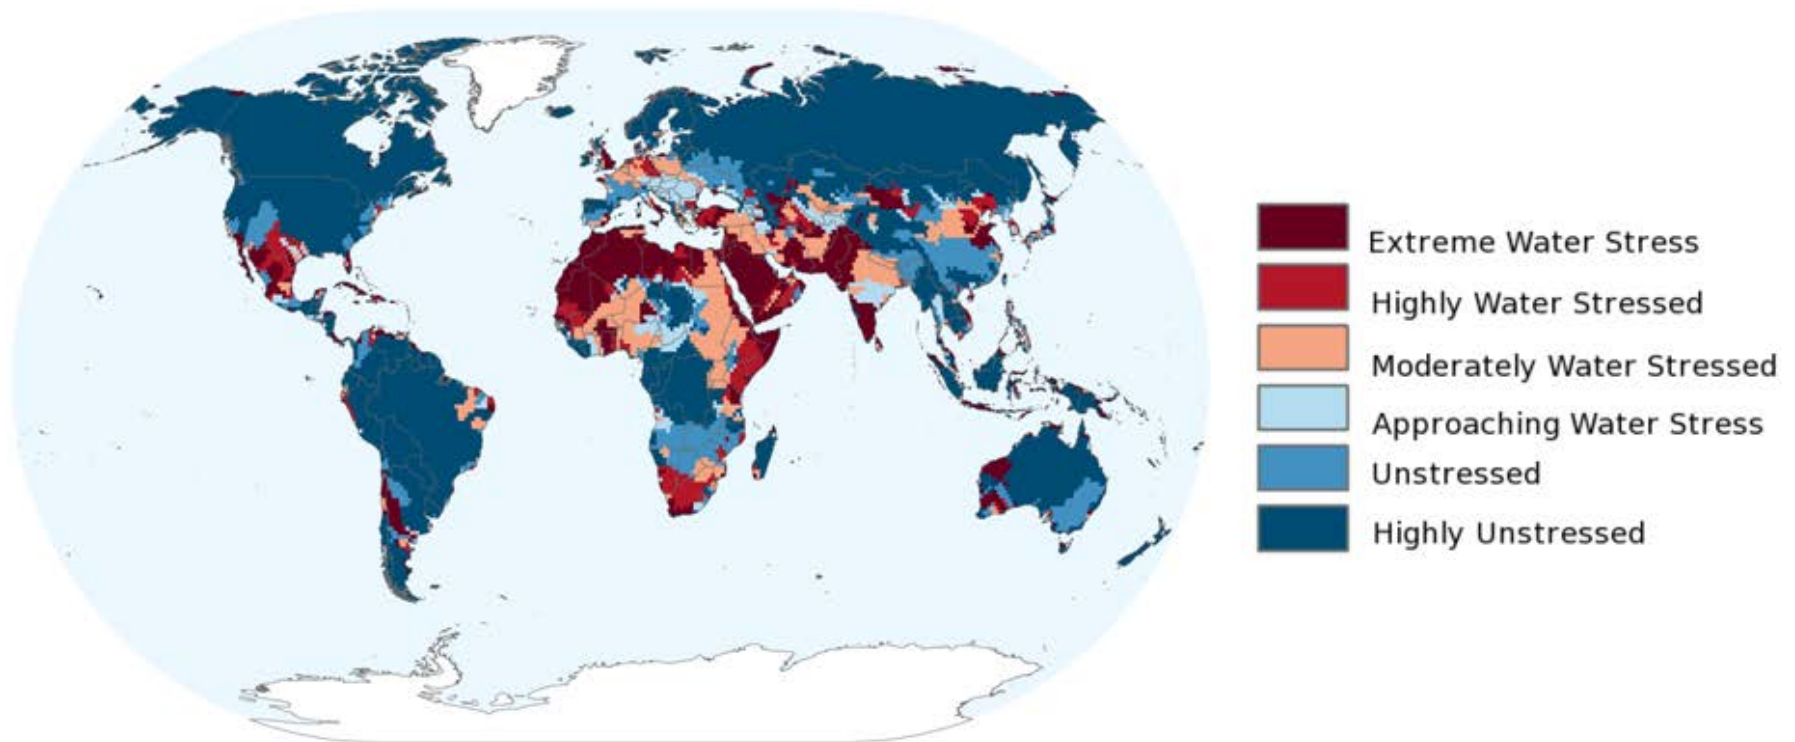 Extreme Water Stress
Highly Water Stressed
Moderately Water Stressed
Approaching Water Stress
Unstressed
Highly Unstressed